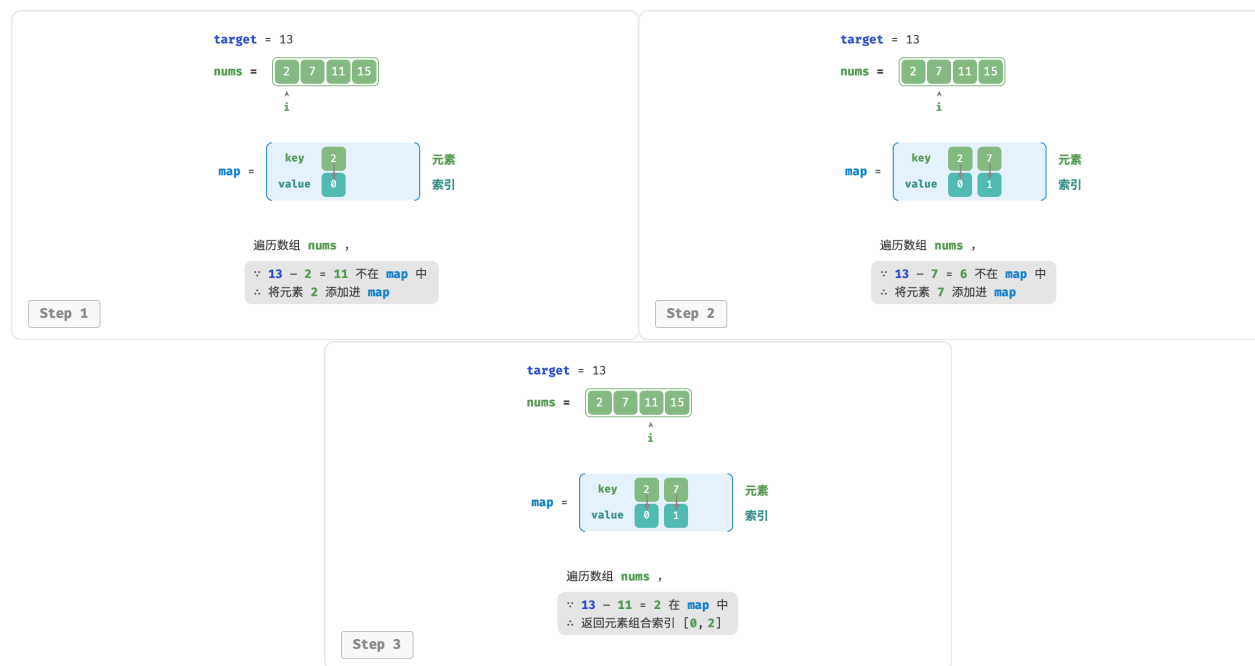 target = 13
nums = 2 7 11 15
i
key 2 元素
map =
value 0 索引
遍历数组 nums ，
∵ 13 − 2 = 11 不在 map 中
∴ 将元素 2 添加进 map
Step 1
target = 13
nums = 2 7 11 15
i
key 2 7 元素
map =
value 0 1 索引
遍历数组 nums ，
∵ 13 − 7 = 6 不在 map 中
∴ 将元素 7 添加进 map
Step 2
target = 13
nums = 2 7 11 15
i
key 2 7 元素
map =
value 0 1 索引
遍历数组 nums ，
∵ 13 − 11 = 2 在 map 中
∴ 返回元素组合索引 [0,2]
Step 3